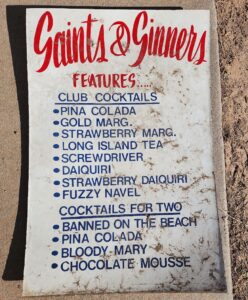 Saints & Sinners
FEATURES.....
CLUB COCKTAILS
• PINA COLADA
• GOLD MARG.
• STRAWBERRY MARG.
• LONG ISLAND TEA
• SCREWDRIVER
• DAIQUIRI
• STRAWBERRY DAIQUIRI
• FUZZY NAVEL
COCKTAILS FOR TWO
• BANNED ON THE BEACH
• PIÑA COLADA
• BLOODY MARY
• CHOCOLATE MOUSSE